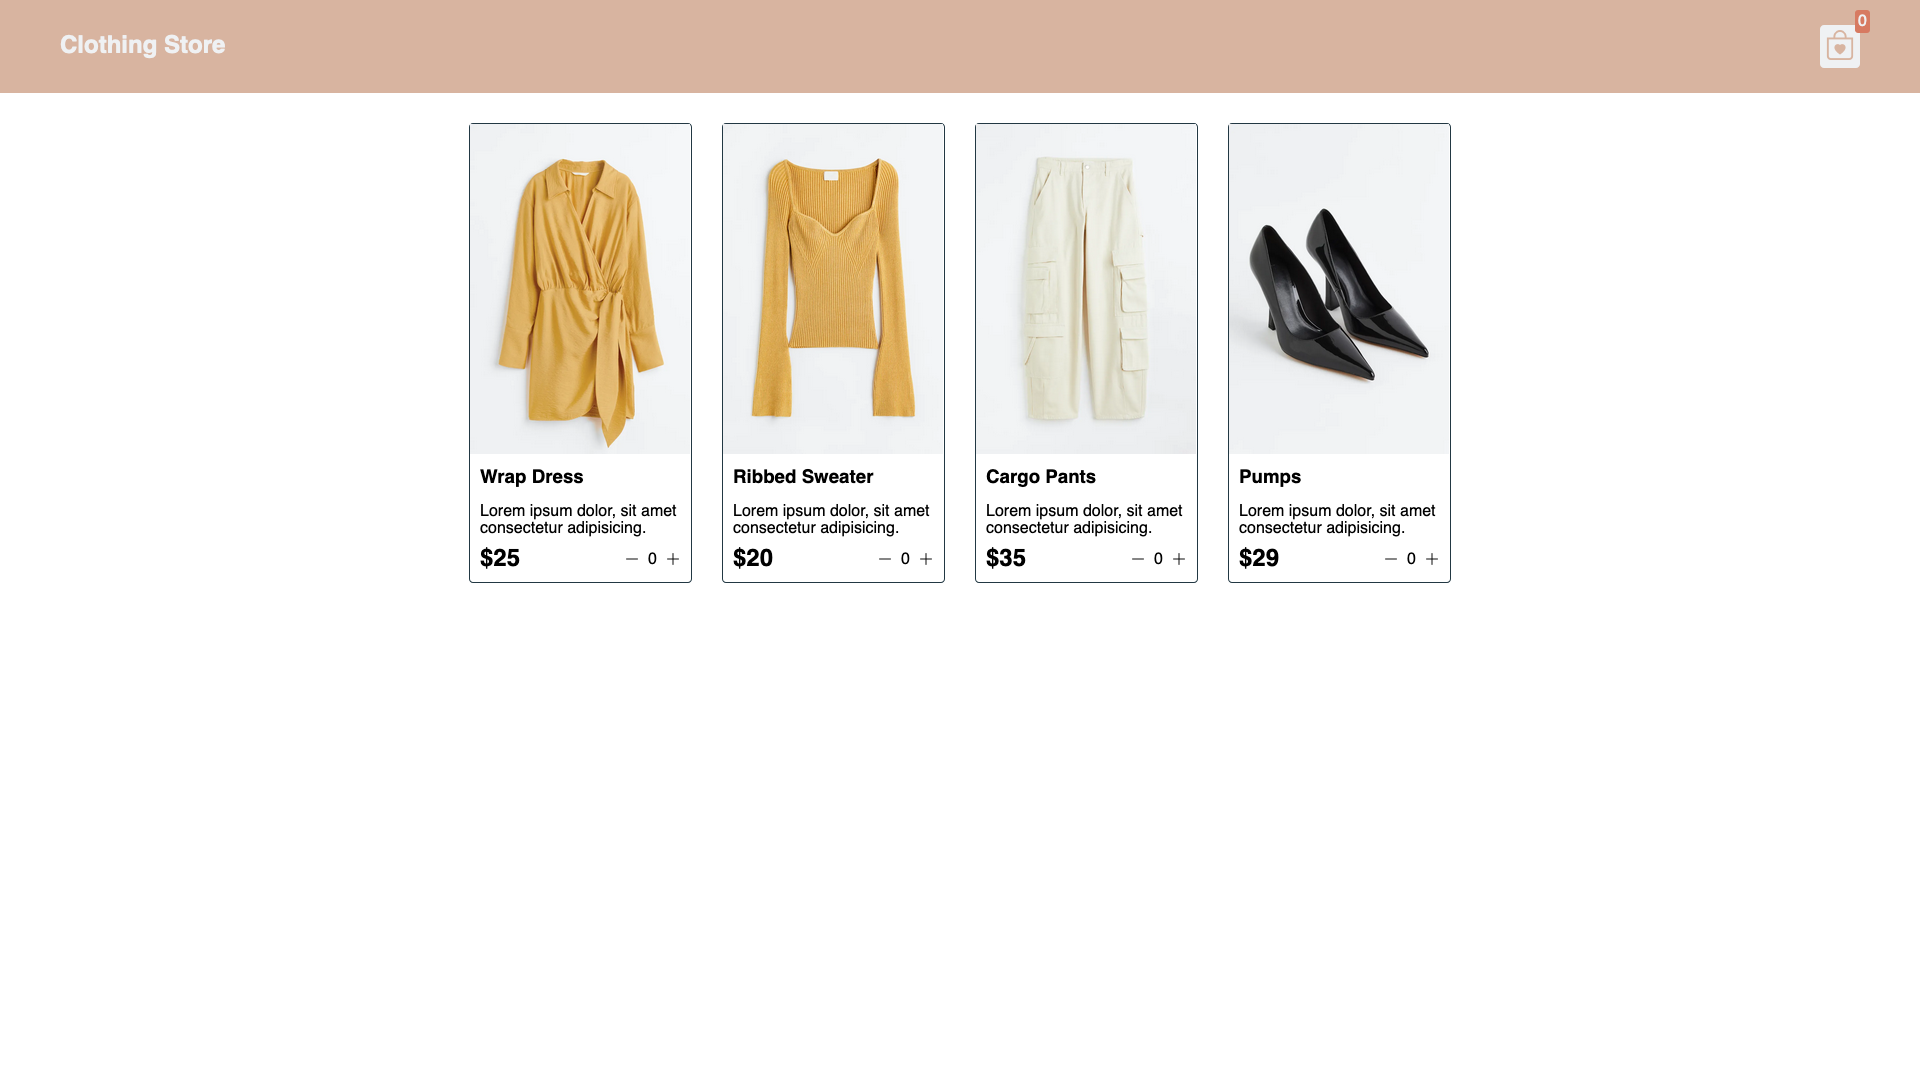 Clothing Store
0
Wrap Dress
Lorem ipsum dolor, sit amet
consectetur adipisicing.
$25
— 0 +
Ribbed Sweater
Lorem ipsum dolor, sit amet
consectetur adipisicing.
$20
— 0 +
Cargo Pants
Lorem ipsum dolor, sit amet
consectetur adipisicing.
$35
— 0 +
Pumps
Lorem ipsum dolor, sit amet
consectetur adipisicing.
$29
— 0 +